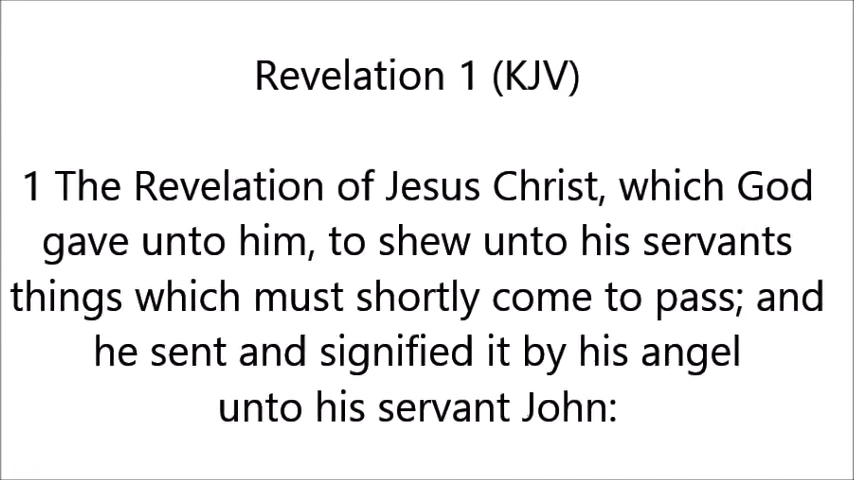 Revelation 1 (KJV)
1 The Revelation of Jesus Christ, which God
gave unto him, to shew unto his servants
things which must shortly come to pass; and
he sent and signified it by his angel
unto his servant John: